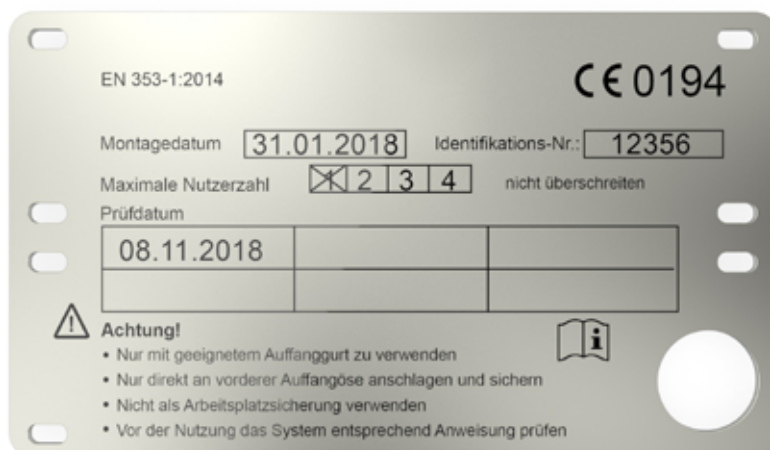 EN 353-1:2014
CE 0194
Montagedatum 31.01.2018 Identifikations-Nr.: 12356
Maximale Nutzerzahl 1 2 3 4 nicht überschreiten
Prüfdatum
08.11.2018
Achtung!
• Nur mit geeignetem Auffanggurt zu verwenden
• Nur direkt an vorderer Auffangöse anschlagen und sichern
• Nicht als Arbeitsplatzsicherung verwenden
• Vor der Nutzung das System entsprechend Anweisung prüfen